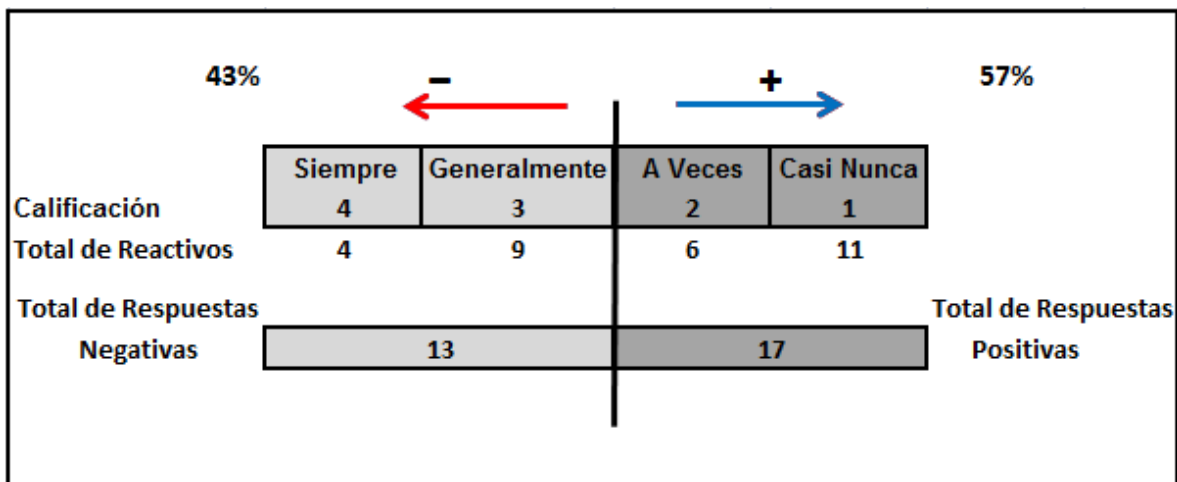 43% – + 57%
Siempre Generalmente A Veces Casi Nunca
Calificación 4 3 2 1
Total de Reactivos 4 9 6 11
Total de Respuestas Negativas 13 17 Total de Respuestas Positivas